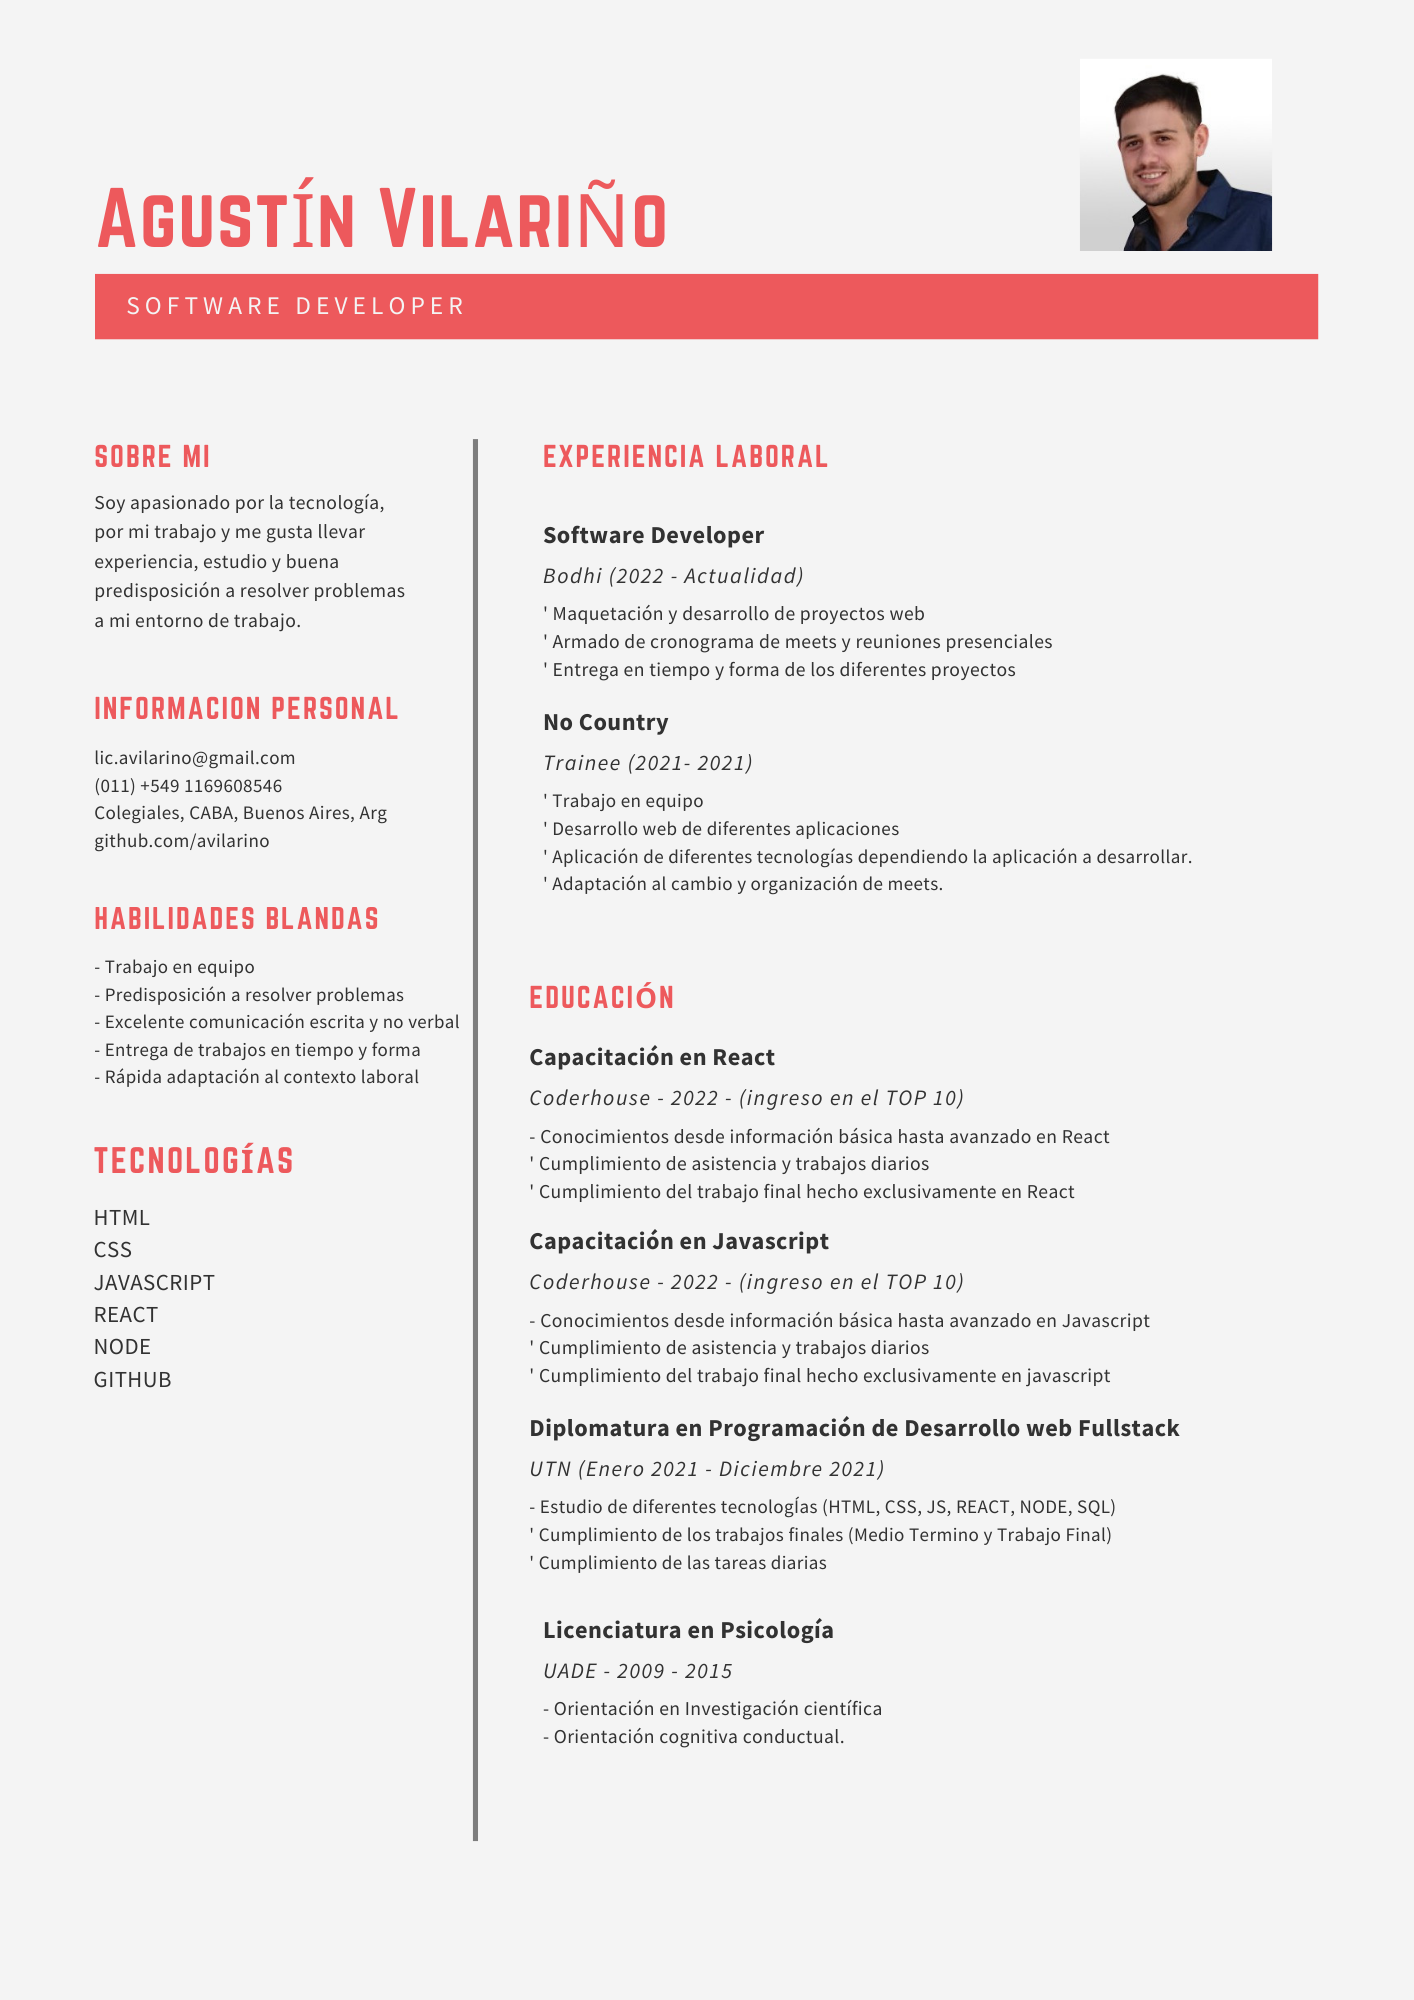 Agustín Vilariño
SOFTWARE DEVELOPER
SOBRE MI
Soy apasionado por la tecnología,
por mi trabajo y me gusta llevar
experiencia, estudio y buena
predisposición a resolver problemas
a mi entorno de trabajo.
INFORMACION PERSONAL
lic.avilarino@gmail.com
(011) +549 1169608546
Colegiales, CABA, Buenos Aires, Arg
github.com/avilarino
HABILIDADES BLANDAS
- Trabajo en equipo
- Predisposición a resolver problemas
- Excelente comunicación escrita y no verbal
- Entrega de trabajos en tiempo y forma
- Rápida adaptación al contexto laboral
TECNOLOGÍAS
HTML
CSS
JAVASCRIPT
REACT
NODE
GITHUB
EXPERIENCIA LABORAL
Software Developer
Bodhi (2022 - Actualidad)
' Maquetación y desarrollo de proyectos web
' Armado de cronograma de meets y reuniones presenciales
' Entrega en tiempo y forma de los diferentes proyectos
No Country
Trainee (2021- 2021)
' Trabajo en equipo
' Desarrollo web de diferentes aplicaciones
' Aplicación de diferentes tecnologías dependiendo la aplicación a desarrollar.
' Adaptación al cambio y organización de meets.
EDUCACIÓN
Capacitación en React
Coderhouse - 2022 - (ingreso en el TOP 10)
- Conocimientos desde información básica hasta avanzado en React
' Cumplimiento de asistencia y trabajos diarios
' Cumplimiento del trabajo final hecho exclusivamente en React
Capacitación en Javascript
Coderhouse - 2022 - (ingreso en el TOP 10)
- Conocimientos desde información básica hasta avanzado en Javascript
' Cumplimiento de asistencia y trabajos diarios
' Cumplimiento del trabajo final hecho exclusivamente en javascript
Diplomatura en Programación de Desarrollo web Fullstack
UTN (Enero 2021 - Diciembre 2021)
- Estudio de diferentes tecnologÍas (HTML, CSS, JS, REACT, NODE, SQL)
' Cumplimiento de los trabajos finales (Medio Termino y Trabajo Final)
' Cumplimiento de las tareas diarias
Licenciatura en Psicología
UADE - 2009 - 2015
- Orientación en Investigación científica
- Orientación cognitiva conductual.